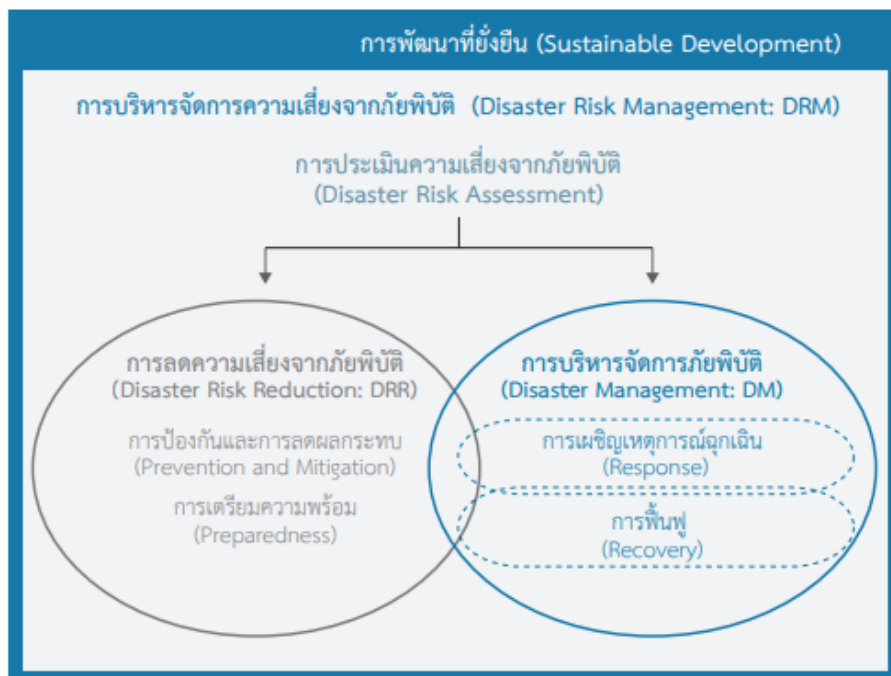 การพัฒนาที่ยั่งยืน (Sustainable Development)
การบริหารจัดการความเสี่ยงจากภัยพิบัติ (Disaster Risk Management: DRM)
การประเมินความเสี่ยงจากภัยพิบัติ
(Disaster Risk Assessment)
การลดความเสี่ยงจากภัยพิบัติ
(Disaster Risk Reduction: DRR)
การป้องกันและการลดผลกระทบ
(Prevention and Mitigation)
การเตรียมความพร้อม
(Preparedness)
การบริหารจัดการภัยพิบัติ
(Disaster Management: DM)
การเผชิญเหตุการณ์ฉุกเฉิน
(Response)
การฟื้นฟู
(Recovery)